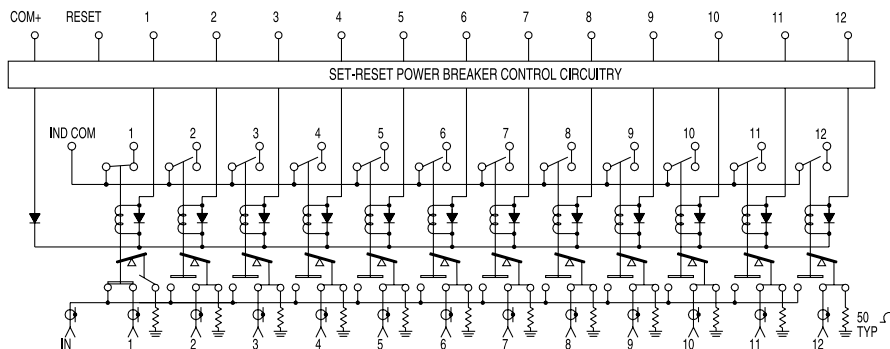 COM+ RESET 1 2 3 4 5 6 7 8 9 10 11 12
SET-RESET POWER BREAKER CONTROL CIRCUITRY
IND COM 1 2 3 4 5 6 7 8 9 10 11 12
IN 1 2 3 4 5 6 7 8 9 10 11 12
50
TYP